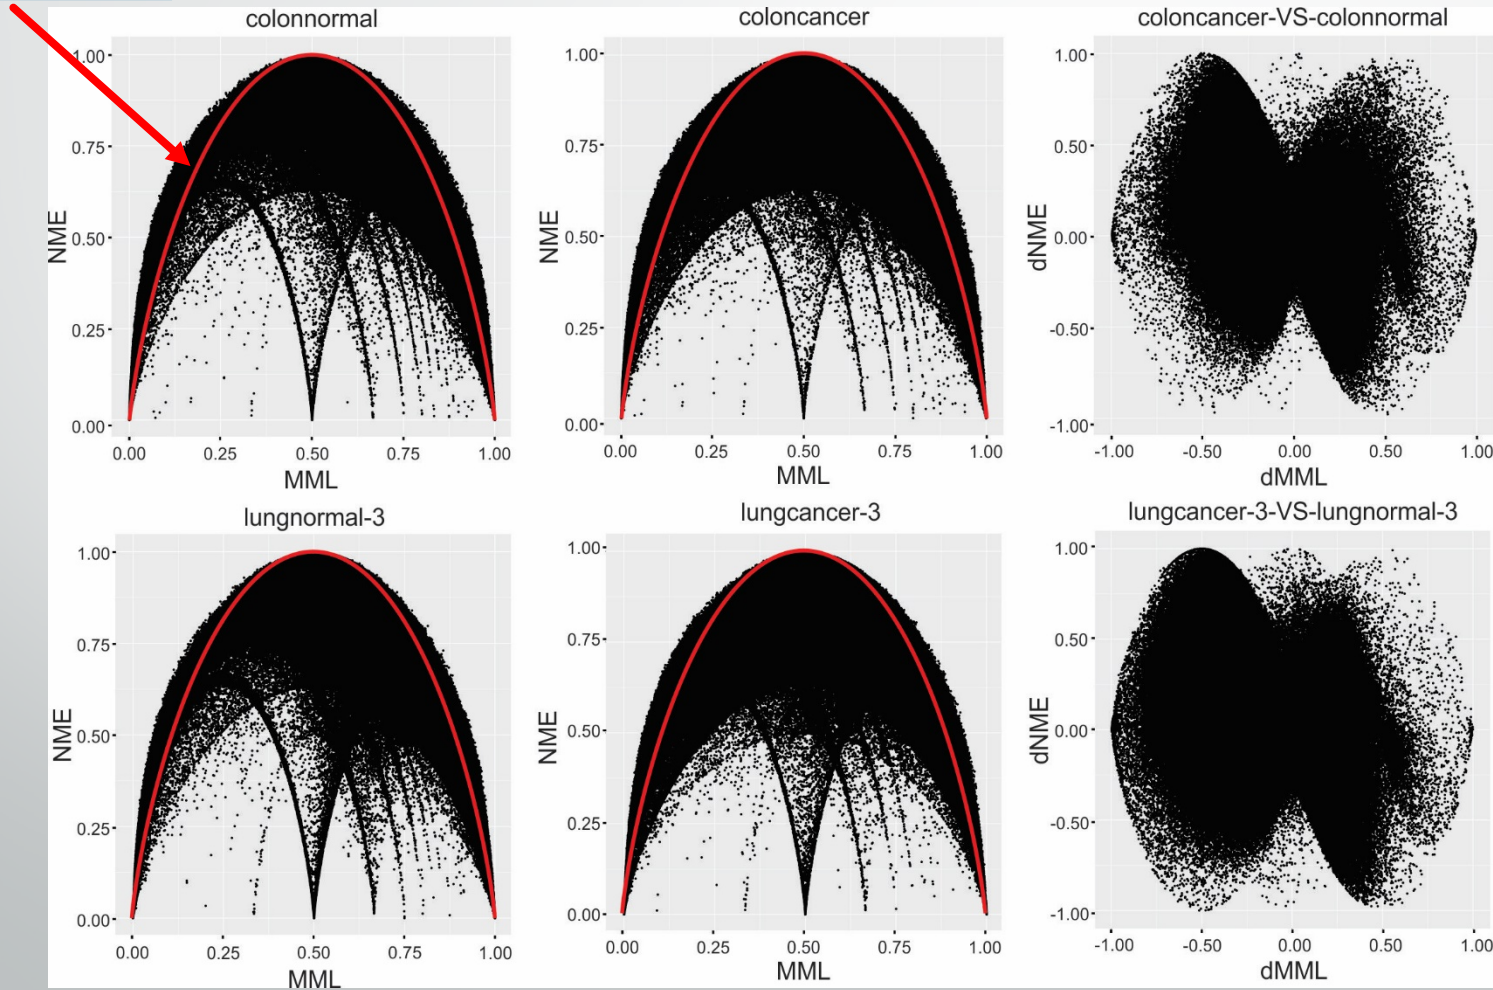 colonnormal
coloncancer
coloncancer-VS-colonnormal
1.00
0.75
0.50
0.25
0.00
NME
0.00 0.25 0.50 0.75 1.00
MML
1.00
0.75
0.50
0.25
0.00
NME
0.00 0.25 0.50 0.75 1.00
MML
1.00
0.50
0.00
-0.50
-1.00
dNME
-1.00 -0.50 0.00 0.50 1.00
dMML
lungnormal-3
lungcancer-3
lungcancer-3-VS-lungnormal-3
1.00
0.75
0.50
0.25
0.00
NME
0.00 0.25 0.50 0.75 1.00
MML
1.00
0.75
0.50
0.25
0.00
NME
0.00 0.25 0.50 0.75 1.00
MML
1.00
0.50
0.00
-0.50
-1.00
dNME
-1.00 -0.50 0.00 0.50 1.00
dMML